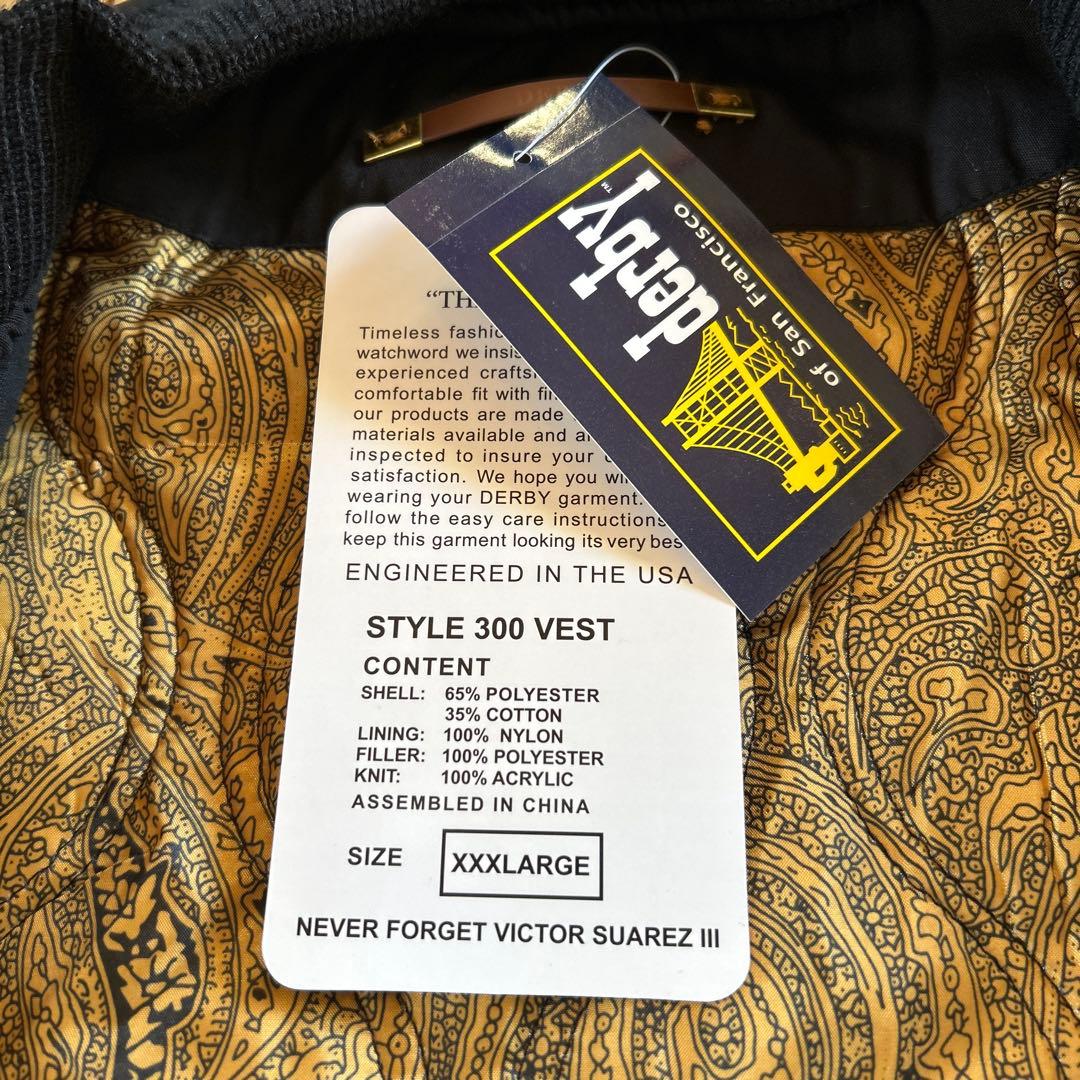 derby™
of San Francisco
“TH
Timeless fashio
watchword we insis
experienced crafts
comfortable fit with fin
our products are made
materials available and a
inspected to insure your
satisfaction. We hope you wi
wearing your DERBY garment.
follow the easy care instructions
keep this garment looking its very bes
ENGINEERED IN THE USA
STYLE 300 VEST
CONTENT
SHELL: 65% POLYESTER
35% COTTON
LINING: 100% NYLON
FILLER: 100% POLYESTER
KNIT: 100% ACRYLIC
ASSEMBLED IN CHINA
SIZE XXXLARGE
NEVER FORGET VICTOR SUAREZ III